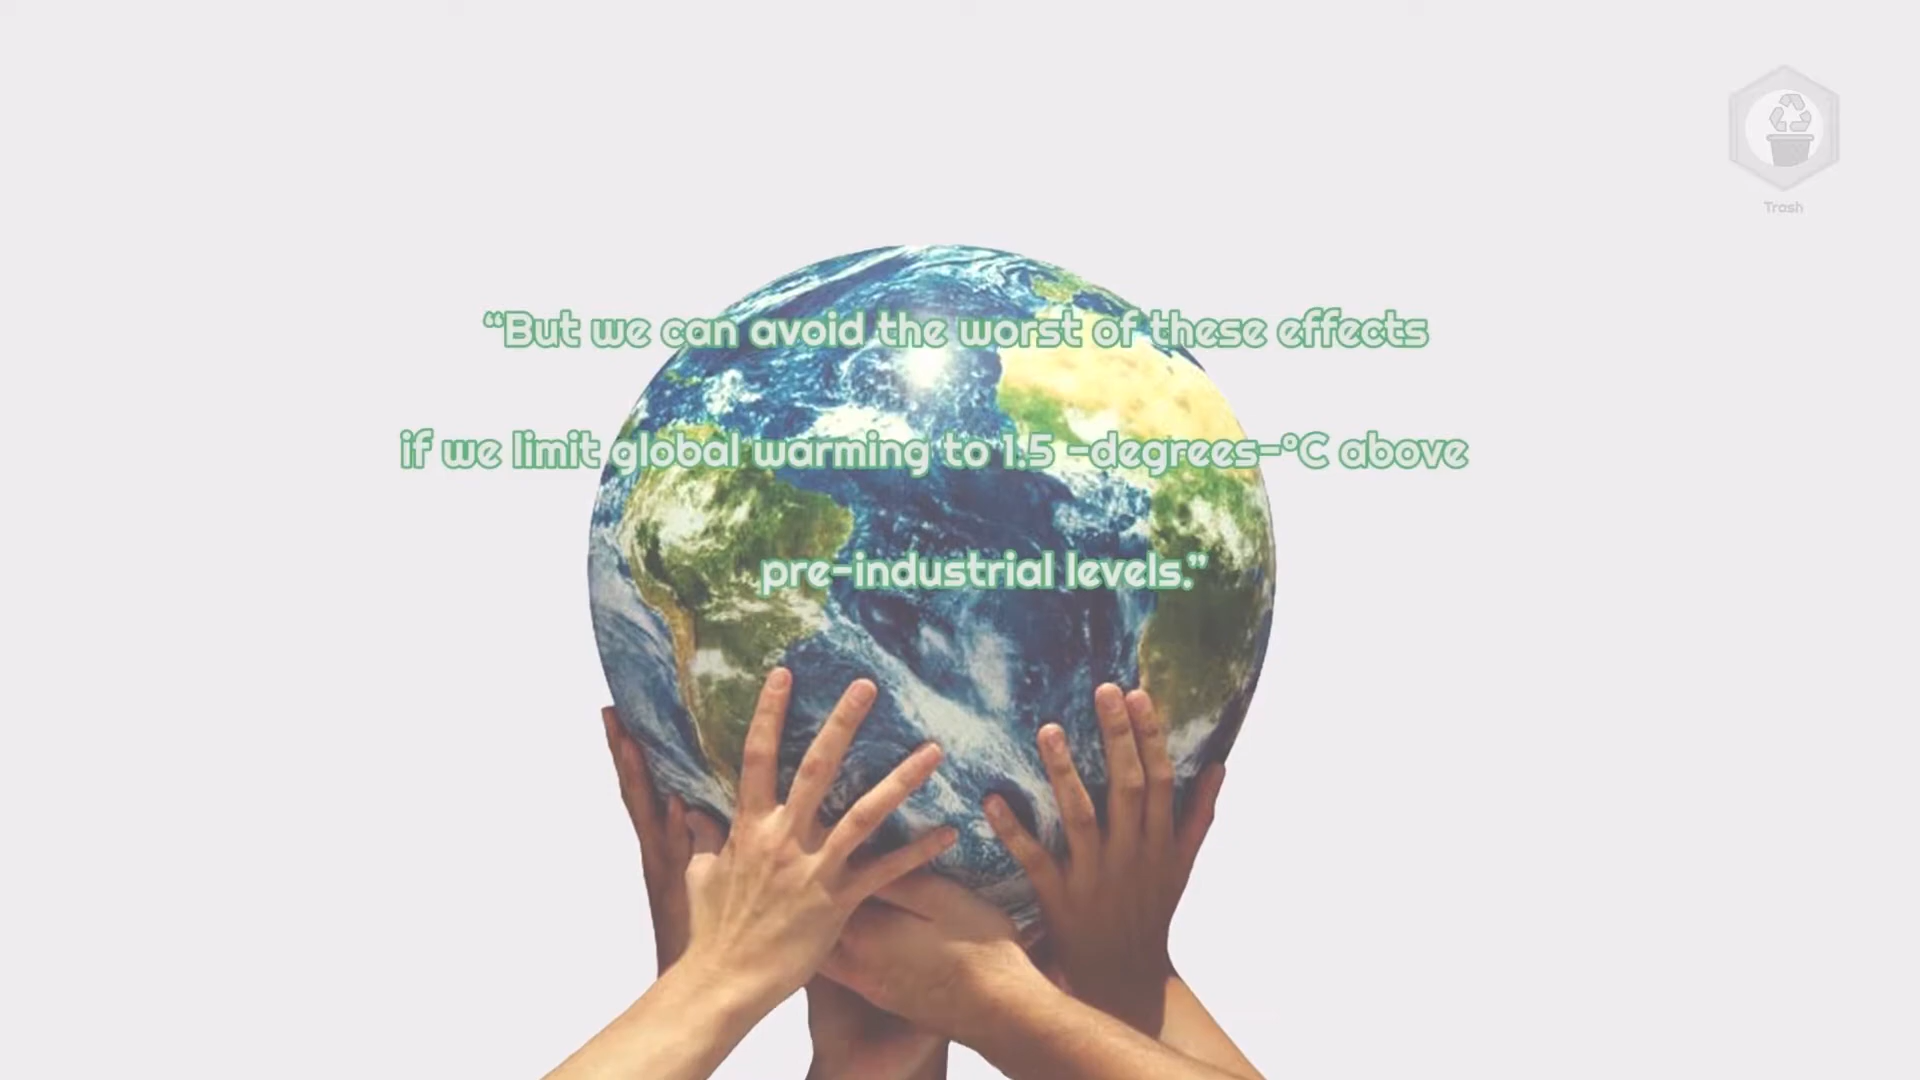 Trash
“But we can avoid the worst of these effects
if we limit global warming to 1.5 -degrees-°C above
pre-industrial levels.”